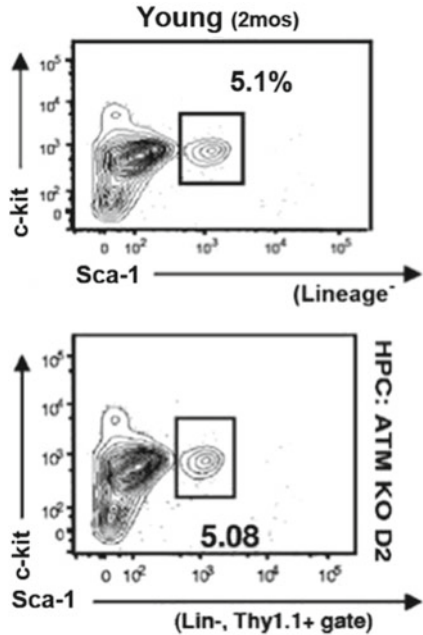 Young (2mos)
5.1%
10⁵
10⁴
10³
10²
0
c-kit
0 10² 10³ 10⁴ 10⁵
Sca-1
(Lineage⁻
10⁵
10⁴
10³
10²
0
c-kit
5.08
HPC: ATM KO D2
0 10² 10³ 10⁴ 10⁵
Sca-1
(Lin-, Thy1.1+ gate)